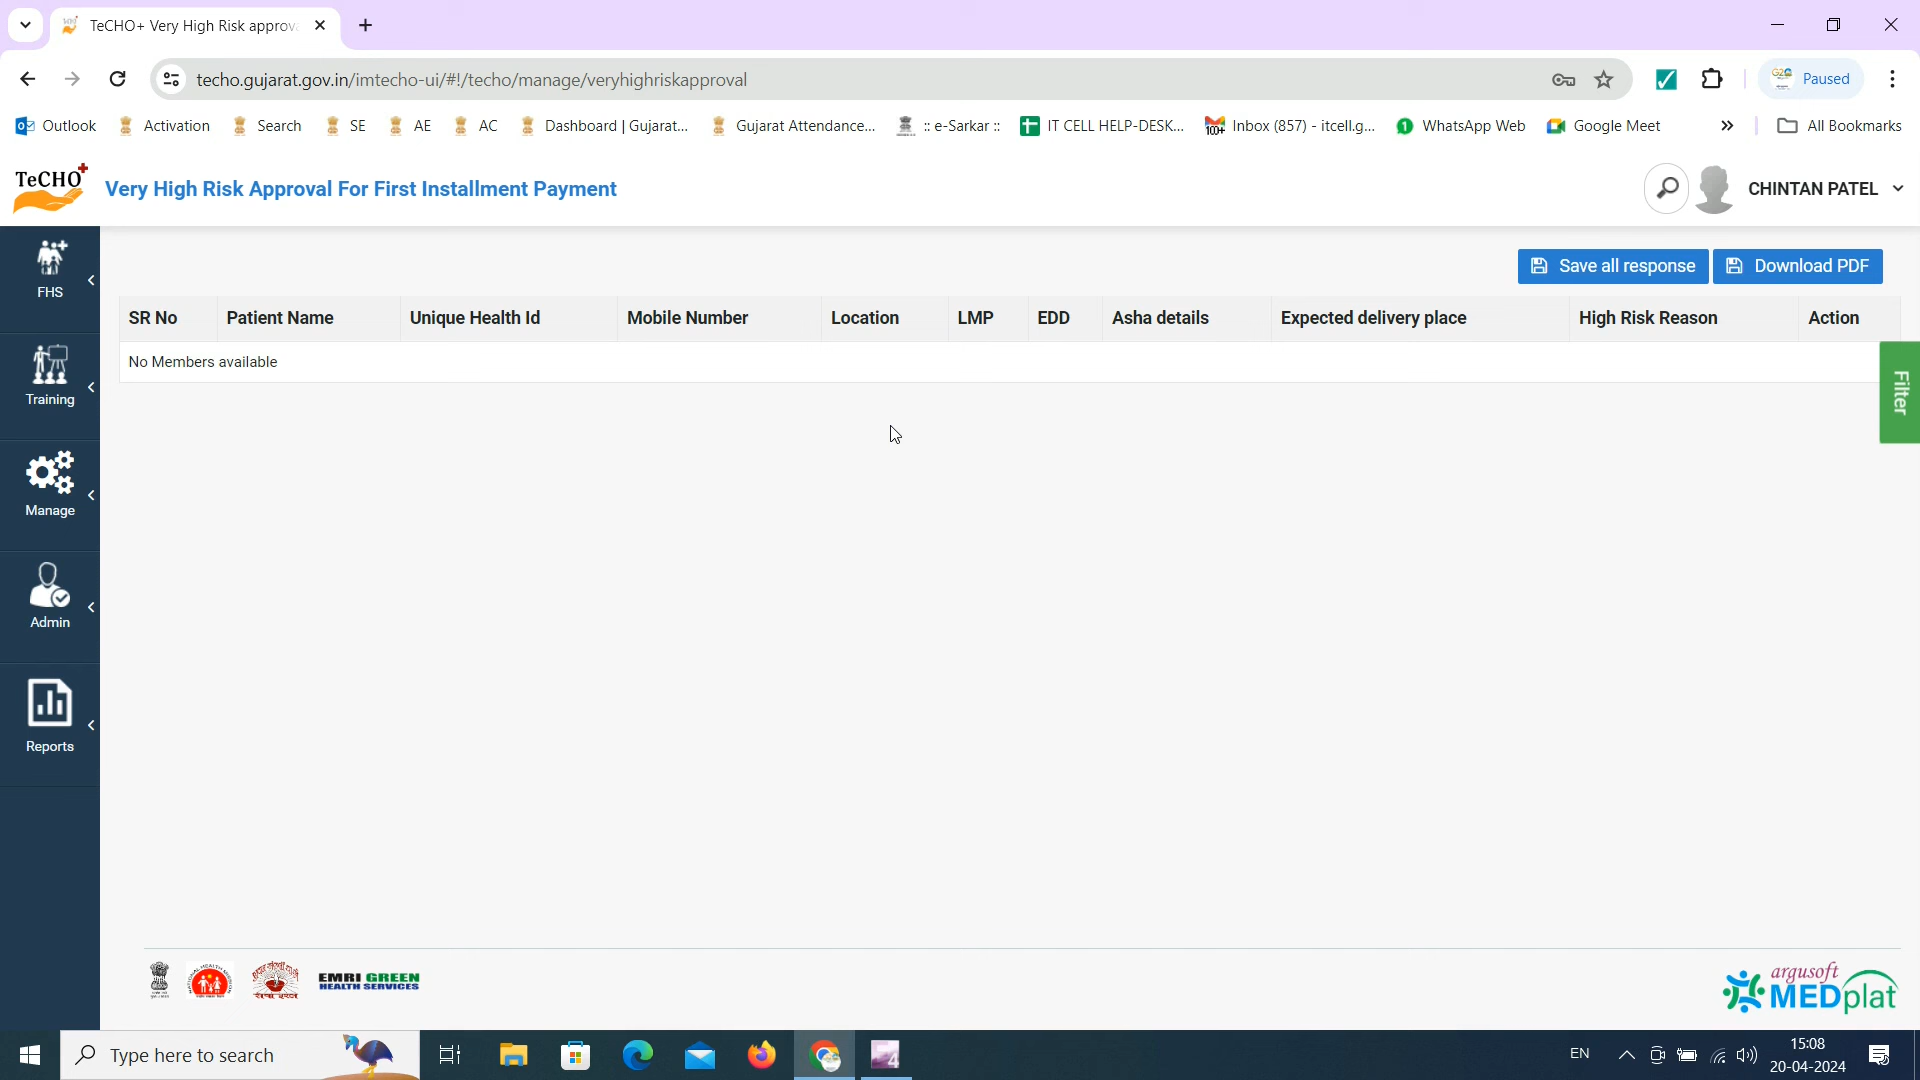 TeCHO+ Very High Risk approv
techo.gujarat.gov.in/imtecho-ui/#!/techo/manage/veryhighriskapproval
Paused
Outlook Activation Search SE AE AC Dashboard | Gujarat... Gujarat Attendance... :: e-Sarkar :: IT CELL HELP-DESK... Inbox (857) - itcell.g... WhatsApp Web Google Meet » All Bookmarks
TeCHO+ Very High Risk Approval For First Installment Payment CHINTAN PATEL
FHS
Save all response Download PDF
SR No Patient Name Unique Health Id Mobile Number Location LMP EDD Asha details Expected delivery place High Risk Reason Action
No Members available
Filter
Training
Manage
Admin
Reports
EMRI GREEN
HEALTH SERVICES
argusoft
MEDplat
Type here to search
EN
15:08
20-04-2024